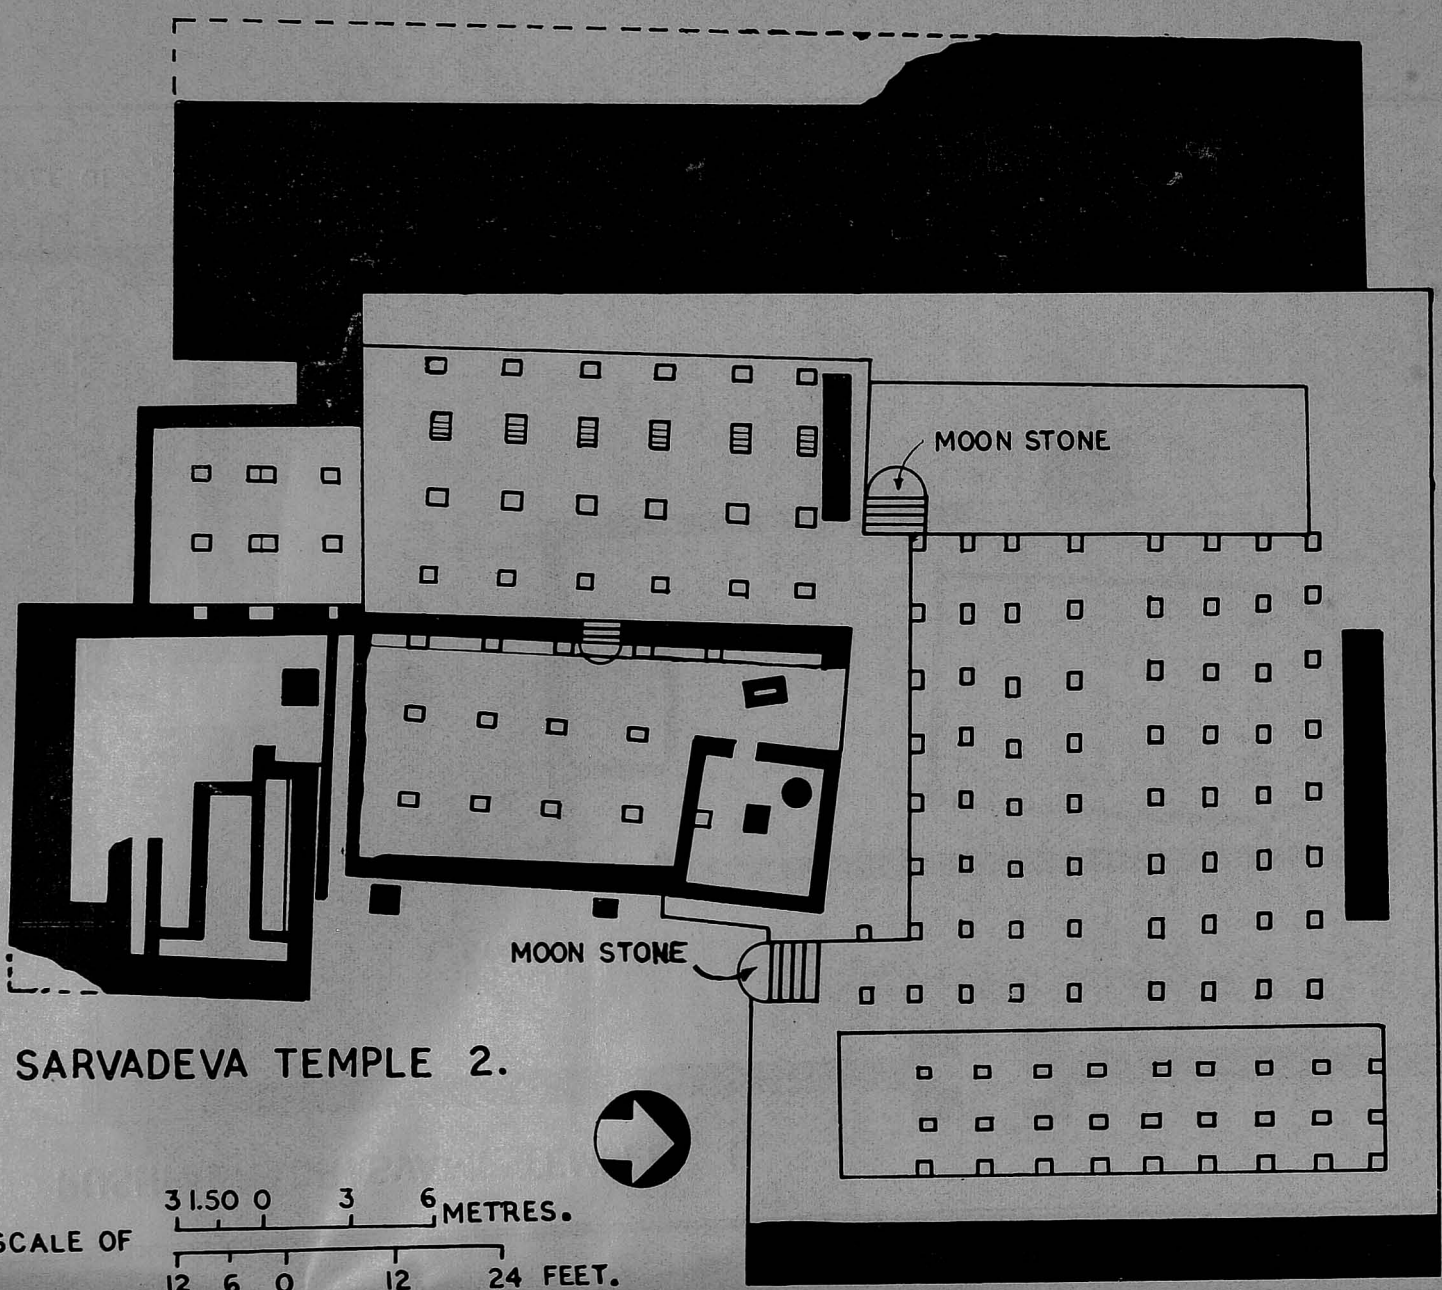 MOON STONE
MOON STONE
SARVADEVA TEMPLE 2.
3 1.50 0 3 6 METRES.
SCALE OF
12 6 0 12 24 FEET.